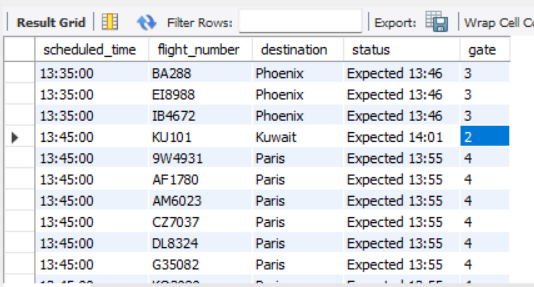 Result Grid Filter Rows: Export: Wrap Cell Co
scheduled_time flight_number destination status gate
13:35:00 BA288 Phoenix Expected 13:46 3
13:35:00 EI8988 Phoenix Expected 13:46 3
13:35:00 IB4672 Phoenix Expected 13:46 3
13:45:00 KU101 Kuwait Expected 14:01 2
13:45:00 9W4931 Paris Expected 13:55 4
13:45:00 AF1780 Paris Expected 13:55 4
13:45:00 AM6023 Paris Expected 13:55 4
13:45:00 CZ7037 Paris Expected 13:55 4
13:45:00 DL8324 Paris Expected 13:55 4
13:45:00 G35082 Paris Expected 13:55 4